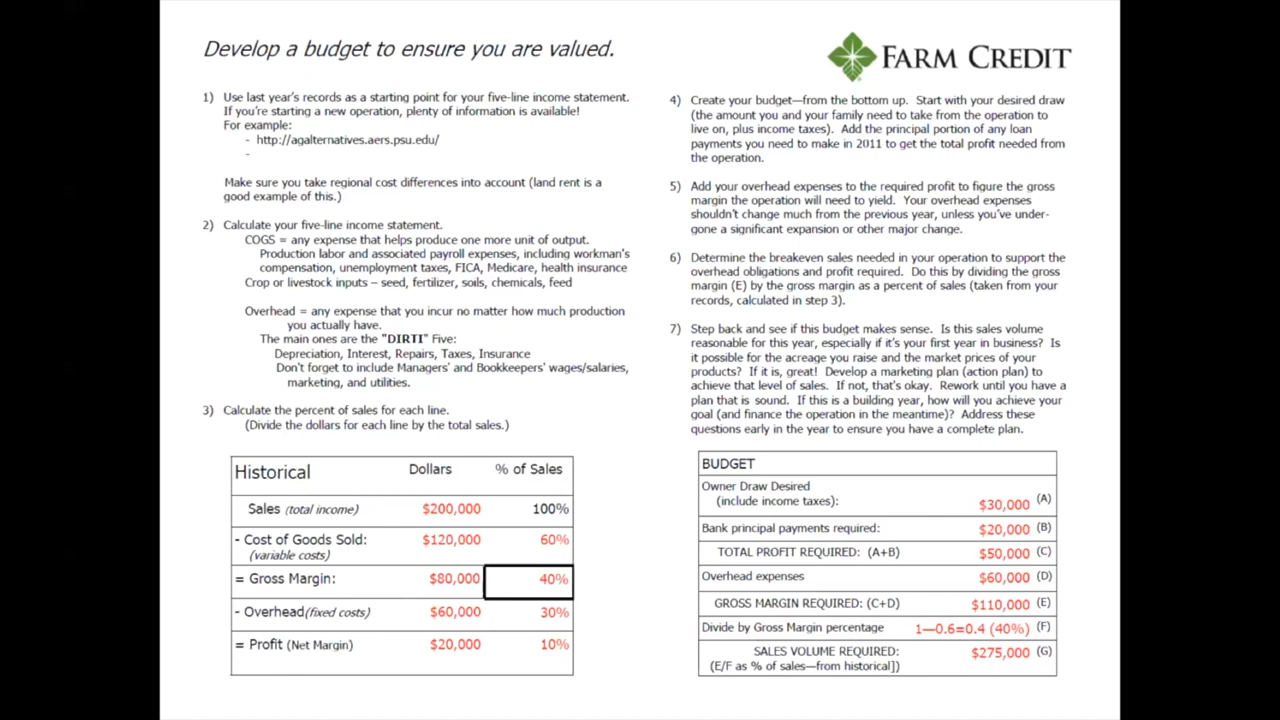 Develop a budget to ensure you are valued.
FARM CREDIT
1) Use last year's records as a starting point for your five-line income statement.
If you're starting a new operation, plenty of information is available!
For example:
- http://agalternatives.aers.psu.edu/
-
Make sure you take regional cost differences into account (land rent is a
good example of this.)
2) Calculate your five-line income statement.
COGS = any expense that helps produce one more unit of output.
Production labor and associated payroll expenses, including workman's
compensation, unemployment taxes, FICA, Medicare, health insurance
Crop or livestock inputs – seed, fertilizer, soils, chemicals, feed
Overhead = any expense that you incur no matter how much production
you actually have.
The main ones are the "DIRTI" Five:
Depreciation, Interest, Repairs, Taxes, Insurance
Don't forget to include Managers' and Bookkeepers' wages/salaries,
marketing, and utilities.
3) Calculate the percent of sales for each line.
(Divide the dollars for each line by the total sales.)
Historical Dollars % of Sales
Sales (total income) $200,000 100%
- Cost of Goods Sold: $120,000 60%
(variable costs)
= Gross Margin: $80,000 40%
- Overhead(fixed costs) $60,000 30%
= Profit (Net Margin) $20,000 10%
4) Create your budget—from the bottom up. Start with your desired draw
(the amount you and your family need to take from the operation to
live on, plus income taxes). Add the principal portion of any loan
payments you need to make in 2011 to get the total profit needed from
the operation.
5) Add your overhead expenses to the required profit to figure the gross
margin the operation will need to yield. Your overhead expenses
shouldn't change much from the previous year, unless you've under-
gone a significant expansion or other major change.
6) Determine the breakeven sales needed in your operation to support the
overhead obligations and profit required. Do this by dividing the gross
margin (E) by the gross margin as a percent of sales (taken from your
records, calculated in step 3).
7) Step back and see if this budget makes sense. Is this sales volume
reasonable for this year, especially if it's your first year in business? Is
it possible for the acreage you raise and the market prices of your
products? If it is, great! Develop a marketing plan (action plan) to
achieve that level of sales. If not, that's okay. Rework until you have a
plan that is sound. If this is a building year, how will you achieve your
goal (and finance the operation in the meantime)? Address these
questions early in the year to ensure you have a complete plan.
BUDGET
Owner Draw Desired
(include income taxes): $30,000 (A)
Bank principal payments required: $20,000 (B)
TOTAL PROFIT REQUIRED: (A+B) $50,000 (C)
Overhead expenses $60,000 (D)
GROSS MARGIN REQUIRED: (C+D) $110,000 (E)
Divide by Gross Margin percentage 1—0.6=0.4 (40%) (F)
SALES VOLUME REQUIRED: $275,000 (G)
(E/F as % of sales—from historical])